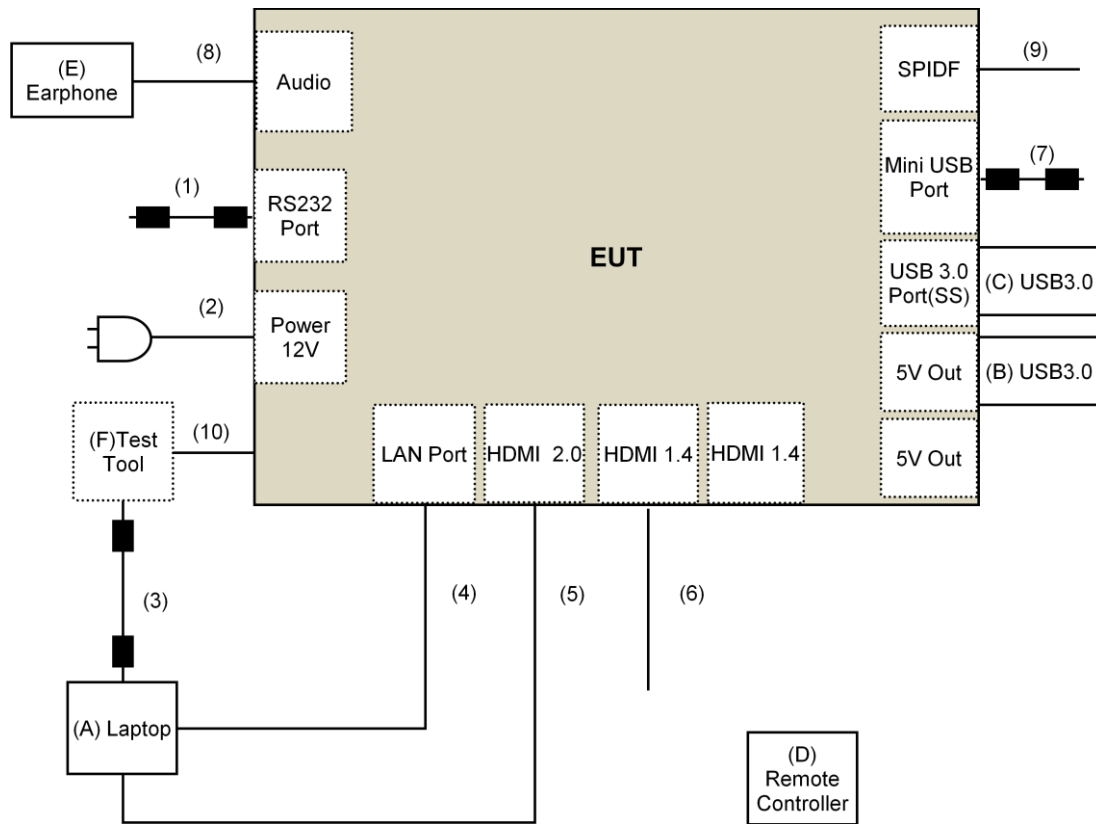 (E)
Earphone
(8)
Audio
SPIDF
(9)
(1)
RS232
Port
Mini USB
Port
(7)
EUT
USB 3.0
Port(SS)
(C) USB3.0
(2)
Power
12V
5V Out
(B) USB3.0
(F)Test
Tool
(10)
LAN Port
HDMI 2.0
HDMI 1.4
HDMI 1.4
5V Out
(3)
(4)
(5)
(6)
(A) Laptop
(D)
Remote
Controller